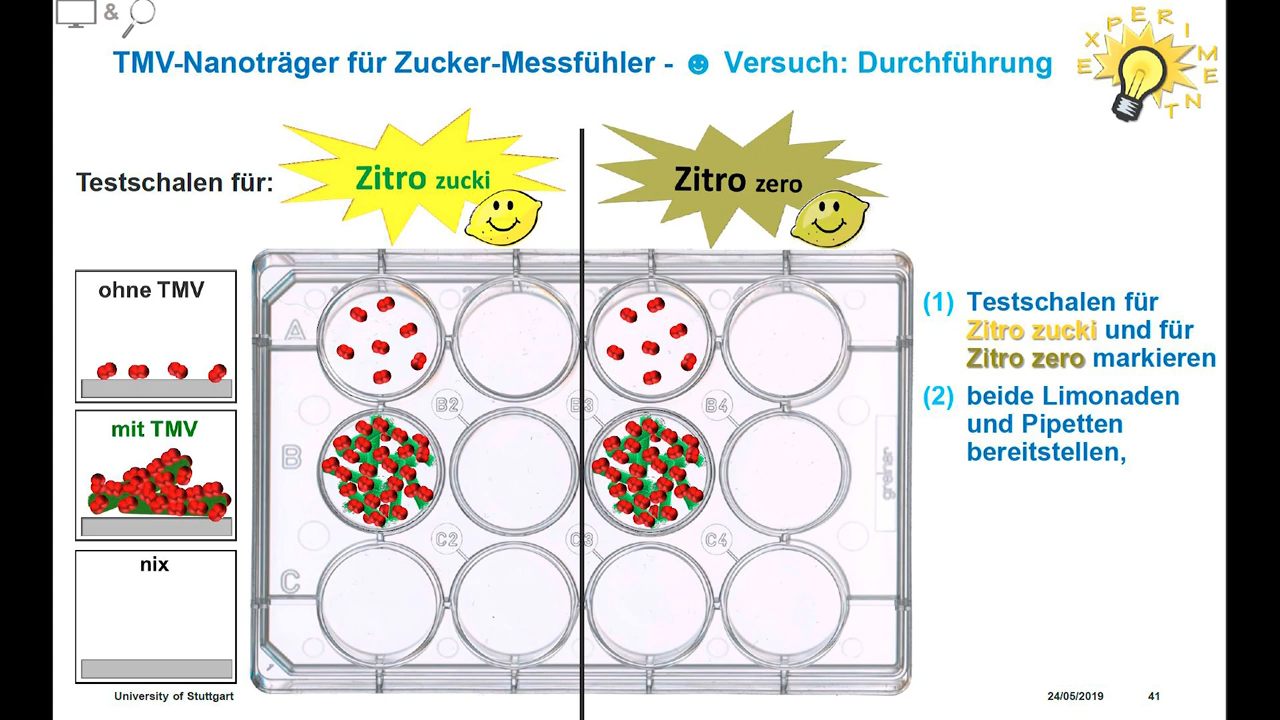 &
TMV-Nanoträger für Zucker-Messfühler - ☻ Versuch: Durchführung
EXPERIMENT
Testschalen für:
Zitro zucki
Zitro zero
ohne TMV
mit TMV
nix
A
B
C
B2
B3
B4
C2
C3
C4
greiner
(1) Testschalen für
Zitro zucki und für
Zitro zero markieren
(2) beide Limonaden
und Pipetten
bereitstellen,
University of Stuttgart
24/05/2019
41